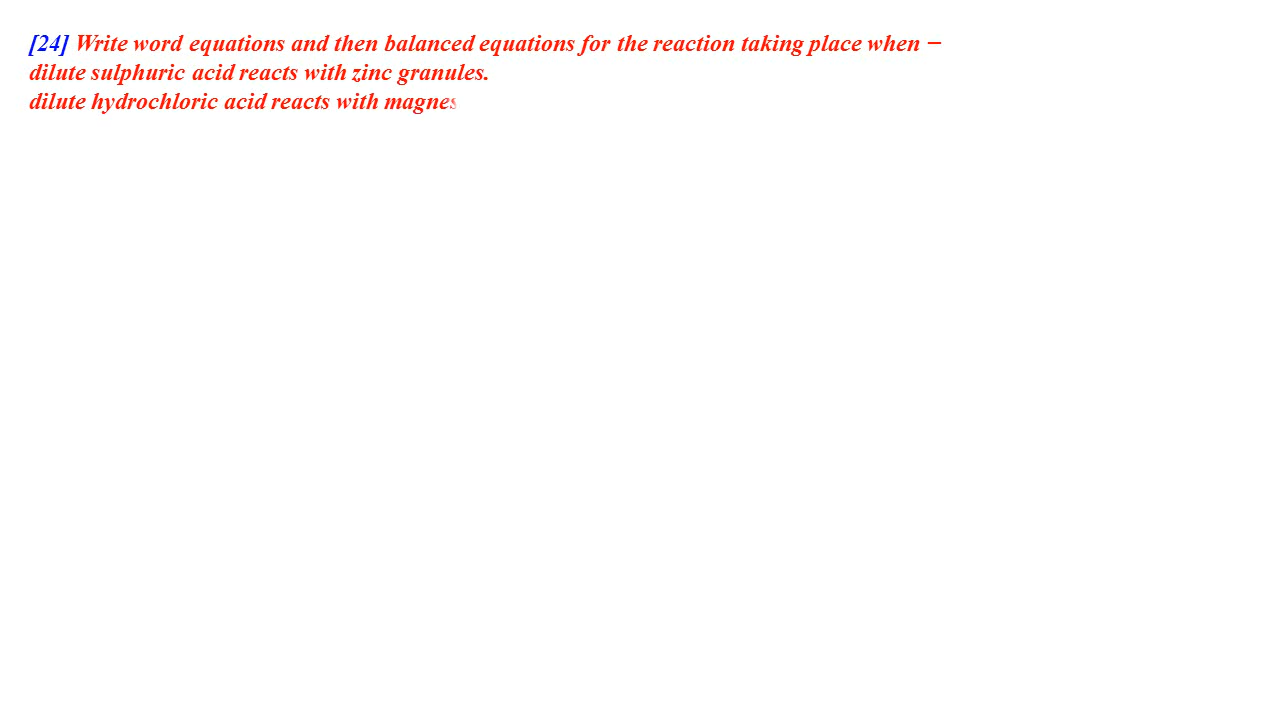 [24] Write word equations and then balanced equations for the reaction taking place when –
dilute sulphuric acid reacts with zinc granules.
dilute hydrochloric acid reacts with magnes